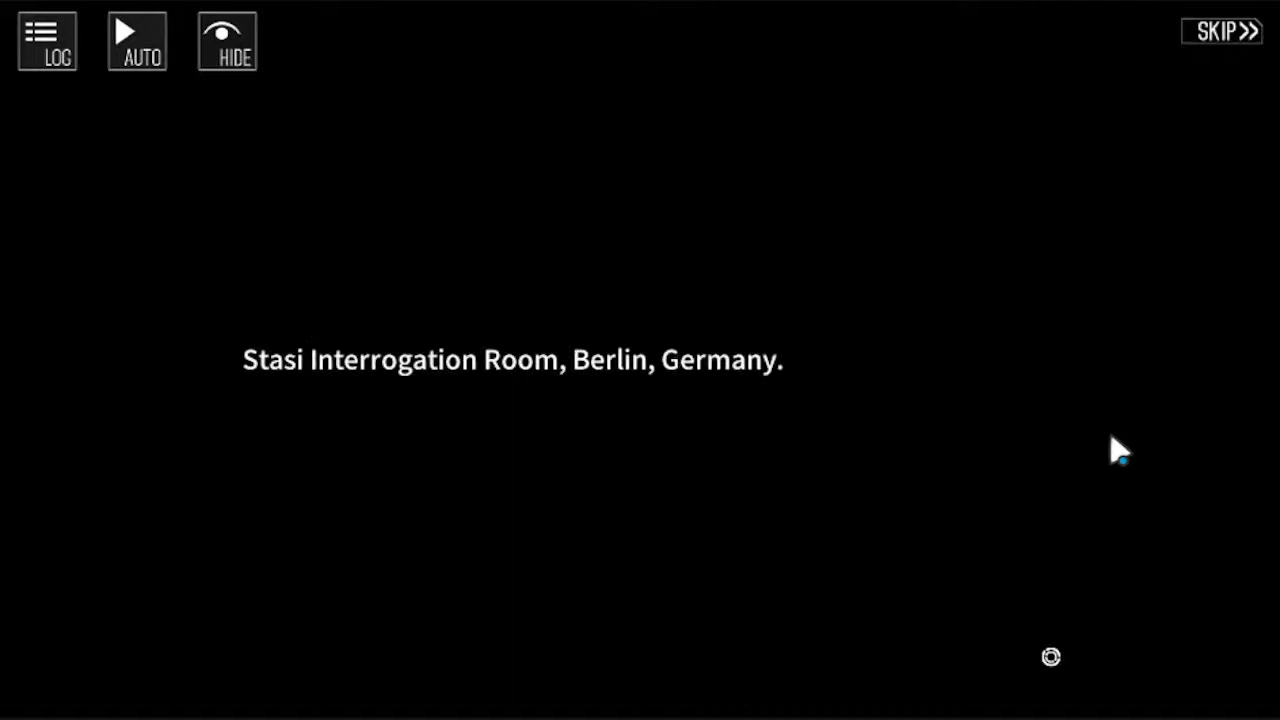 LOG
AUTO
HIDE
SKIP
Stasi Interrogation Room, Berlin, Germany.